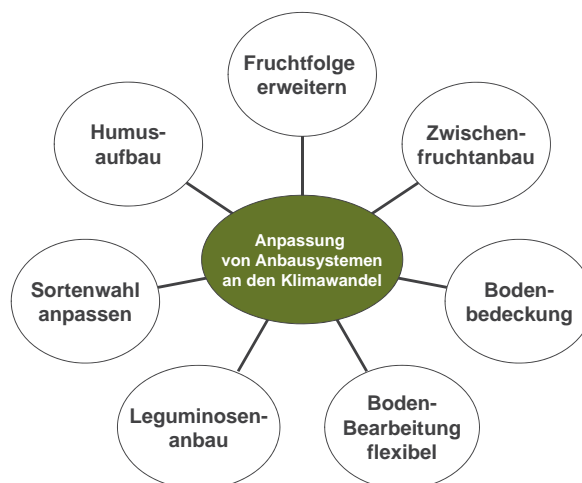 Fruchtfolge
erweitern
Humus-
aufbau
Zwischen-
fruchtanbau
Anpassung
von Anbausystemen
an den Klimawandel
Sortenwahl
anpassen
Boden-
bedeckung
Leguminosen-
anbau
Boden-
Bearbeitung
flexibel